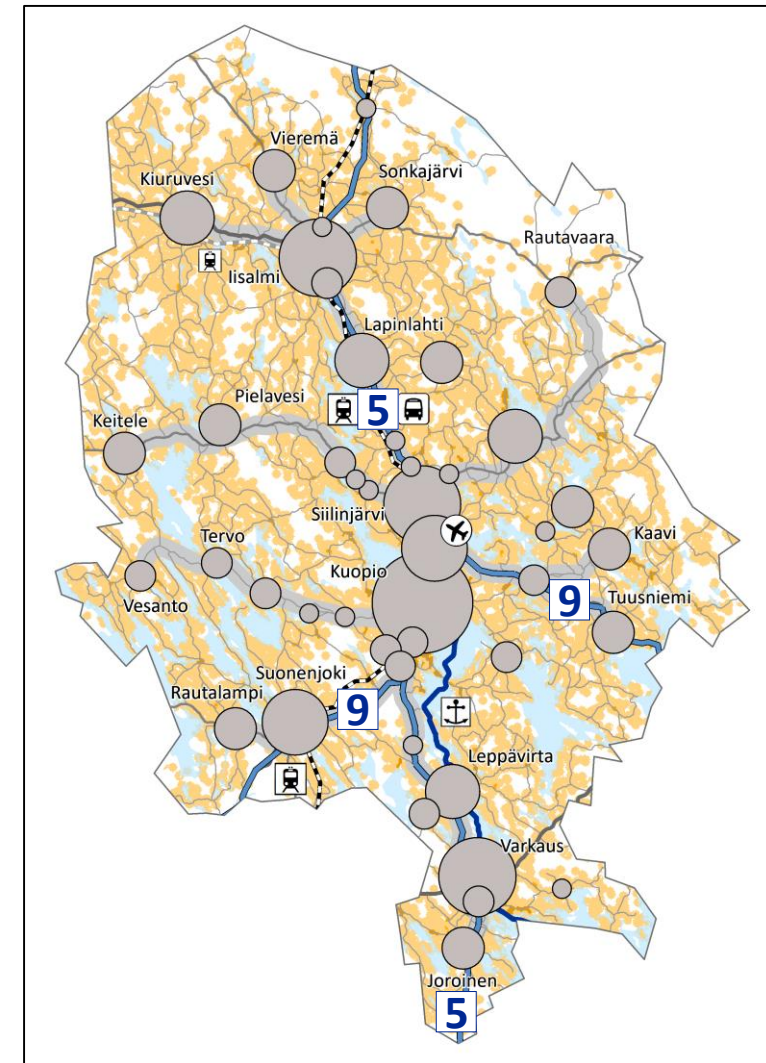 Vieremä
Kiuruvesi
Sonkajärvi
Rautavaara
Iisalmi
Lapinlahti
5
Pielavesi
Keitele
Siilinjärvi
Tervo
Kaavi
Kuopio
9
Vesanto
Tuusniemi
Suonenjoki
Rautalampi
9
Leppävirta
Varkaus
Joroinen
5